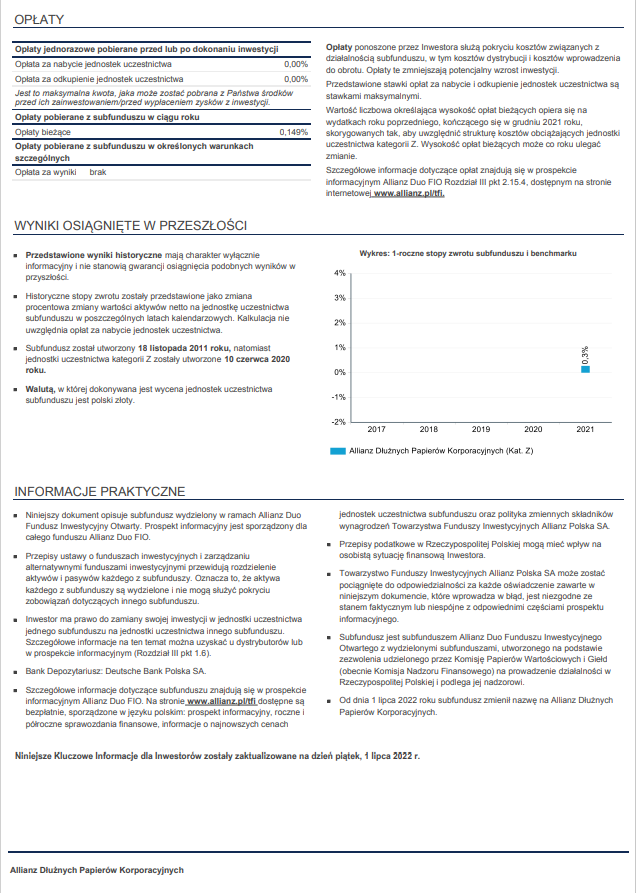 OPŁATY
Opłaty jednorazowe pobierane przed lub po dokonaniu inwestycji
Opłata za nabycie jednostek uczestnictwa 0,00%
Opłata za odkupienie jednostek uczestnictwa 0,00%
Jest to maksymalna kwota, jaka może zostać pobrana z Państwa środków
przed ich zainwestowaniem/przed wypłaceniem zysków z inwestycji.
Opłaty pobierane z subfunduszu w ciągu roku
Opłaty bieżące 0,149%
Opłaty pobierane z subfunduszu w określonych warunkach
szczególnych
Opłata za wyniki brak
Opłaty ponoszone przez Inwestora służą pokryciu kosztów związanych z
działalnością subfunduszu, w tym kosztów dystrybucji i kosztów wprowadzenia
do obrotu. Opłaty te zmniejszają potencjalny wzrost inwestycji.
Przedstawione stawki opłat za nabycie i odkupienie jednostek uczestnictwa są
stawkami maksymalnymi.
Wartość liczbowa określająca wysokość opłat bieżących opiera się na
wydatkach roku poprzedniego, kończącego się w grudniu 2021 roku,
skorygowanych tak, aby uwzględnić strukturę kosztów obciążających jednostki
uczestnictwa kategorii Z. Wysokość opłat bieżących może co roku ulegać
zmianie.
Szczegółowe informacje dotyczące opłat znajdują się w prospekcie
informacyjnym Allianz Duo FIO Rozdział III pkt 2.15.4, dostępnym na stronie
internetowej www.allianz.pl/tfi.
WYNIKI OSIĄGNIĘTE W PRZESZŁOŚCI
Przedstawione wyniki historyczne mają charakter wyłącznie
informacyjny i nie stanowią gwarancji osiągnięcia podobnych wyników w
przyszłości.
Historyczne stopy zwrotu zostały przedstawione jako zmiana
procentowa zmiany wartości aktywów netto na jednostkę uczestnictwa
subfunduszu w poszczególnych latach kalendarzowych. Kalkulacja nie
uwzględnia opłat za nabycie jednostek uczestnictwa.
Subfundusz został utworzony 18 listopada 2011 roku, natomiast
jednostki uczestnictwa kategorii Z zostały utworzone 10 czerwca 2020
roku.
Walutą, w której dokonywana jest wycena jednostek uczestnictwa
subfunduszu jest polski złoty.
Wykres: 1-roczne stopy zwrotu subfunduszu i benchmarku
4%
3%
2%
1%
0%
-1%
-2%
0,3%
2017 2018 2019 2020 2021
Allianz Dłużnych Papierów Korporacyjnych (Kat. Z)
INFORMACJE PRAKTYCZNE
Niniejszy dokument opisuje subfundusz wydzielony w ramach Allianz Duo
Fundusz Inwestycyjny Otwarty. Prospekt informacyjny jest sporządzony dla
całego funduszu Allianz Duo FIO.
Przepisy ustawy o funduszach inwestycyjnych i zarządzaniu
alternatywnymi funduszami inwestycyjnymi przewidują rozdzielenie
aktywów i pasywów każdego z subfunduszy. Oznacza to, że aktywa
każdego z subfunduszy są wydzielone i nie mogą służyć pokryciu
zobowiązań dotyczących innego subfunduszu.
Inwestor ma prawo do zamiany swojej inwestycji w jednostki uczestnictwa
jednego subfunduszu na jednostki uczestnictwa innego subfunduszu.
Szczegółowe informacje na ten temat można uzyskać u dystrybutorów lub
w prospekcie informacyjnym (Rozdział III pkt 1.6).
Bank Depozytariusz: Deutsche Bank Polska SA.
Szczegółowe informacje dotyczące subfunduszu znajdują się w prospekcie
informacyjnym Allianz Duo FIO. Na stronie www.allianz.pl/tfi dostępne są
bezpłatnie, sporządzone w języku polskim: prospekt informacyjny, roczne i
półroczne sprawozdania finansowe, informacje o najnowszych cenach
jednostek uczestnictwa subfunduszu oraz polityka zmiennych składników
wynagrodzeń Towarzystwa Funduszy Inwestycyjnych Allianz Polska SA.
Przepisy podatkowe w Rzeczypospolitej Polskiej mogą mieć wpływ na
osobistą sytuację finansową Inwestora.
Towarzystwo Funduszy Inwestycyjnych Allianz Polska SA może zostać
pociągnięte do odpowiedzialności za każde oświadczenie zawarte w
niniejszym dokumencie, które wprowadza w błąd, jest niezgodne ze
stanem faktycznym lub niespójne z odpowiednimi częściami prospektu
informacyjnego.
Subfundusz jest subfunduszem Allianz Duo Funduszu Inwestycyjnego
Otwartego z wydzielonymi subfunduszami, utworzonego na podstawie
zezwolenia udzielonego przez Komisję Papierów Wartościowych i Giełd
(obecnie Komisja Nadzoru Finansowego) na prowadzenie działalności w
Rzeczypospolitej Polskiej i podlega jej nadzorowi.
Od dnia 1 lipca 2022 roku subfundusz zmienił nazwę na Allianz Dłużnych
Papierów Korporacyjnych.
Niniejsze Kluczowe Informacje dla Inwestorów zostały zaktualizowane na dzień piątek, 1 lipca 2022 r.
Allianz Dłużnych Papierów Korporacyjnych